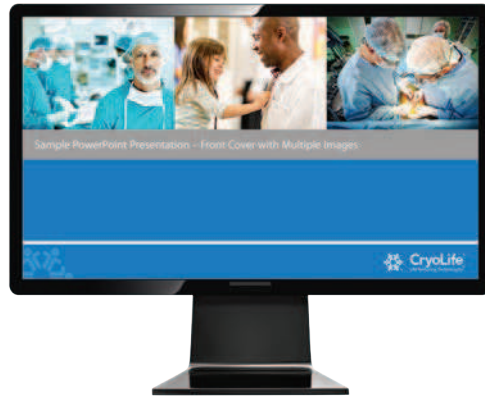 Sample PowerPoint Presentation – Front Cover with Multiple Images
CryoLife